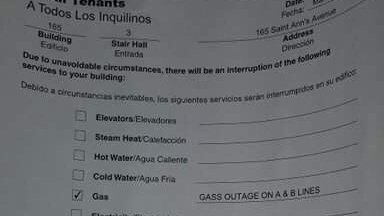 Tenants
A Todos Los Inquilinos
Date:
Fecha:
165 3 165 Saint Ann's Avenue
Building Stair Hall Address
Edificio Entrada Dirección
Due to unavoidable circumstances, there will be an interruption of the following
services to your building:
Debido a circunstancias inevitables, los siguientes servicios serán interrumpidos en su edificio:
Elevators/Elevadores
Steam Heat/Calefacción
Hot Water/Agua Caliente
Cold Water/Agua Fria
✓ Gas GASS OUTAGE ON A & B LINES